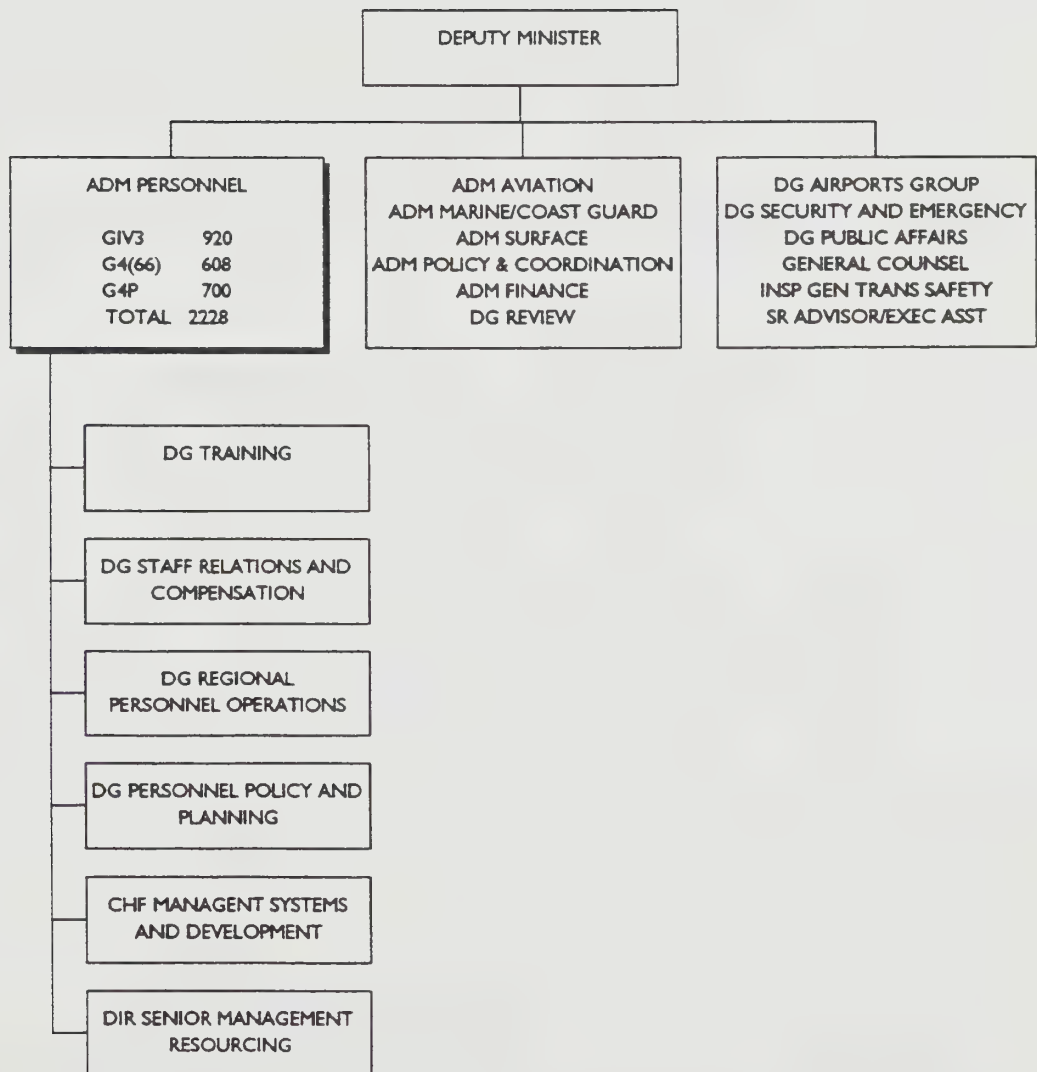 DEPUTY MINISTER
ADM PERSONNEL
GIV3 920
G4(66) 608
G4P 700
TOTAL 2228
ADM AVIATION
ADM MARINE/COAST GUARD
ADM SURFACE
ADM POLICY & COORDINATION
ADM FINANCE
DG REVIEW
DG AIRPORTS GROUP
DG SECURITY AND EMERGENCY
DG PUBLIC AFFAIRS
GENERAL COUNSEL
INSP GEN TRANS SAFETY
SR ADVISOR/EXEC ASST
DG TRAINING
DG STAFF RELATIONS AND
COMPENSATION
DG REGIONAL
PERSONNEL OPERATIONS
DG PERSONNEL POLICY AND
PLANNING
CHF MANAGENT SYSTEMS
AND DEVELOPMENT
DIR SENIOR MANAGEMENT
RESOURCING